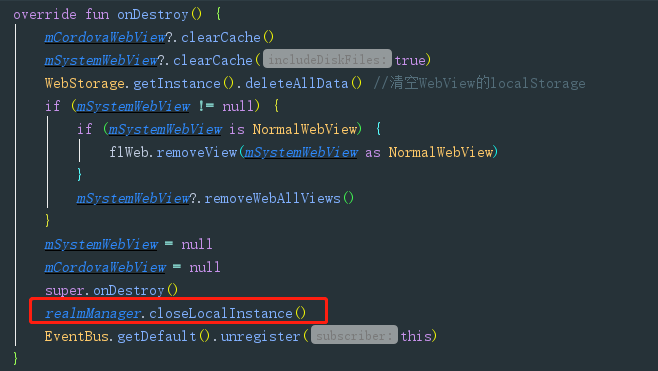 override fun onDestroy() {
mCordovaWebView?.clearCache()
mSystemWebView?.clearCache( includeDiskFiles: true)
WebStorage.getInstance().deleteAllData() //清空WebView的localStorage
if (mSystemWebView != null) {
if (mSystemWebView is NormalWebView) {
flWeb.removeView(mSystemWebView as NormalWebView)
}
mSystemWebView?.removeWebAllViews()
}
mSystemWebView = null
mCordovaWebView = null
super.onDestroy()
realmManager.closeLocalInstance()
EventBus.getDefault().unregister( subscriber: this)
}